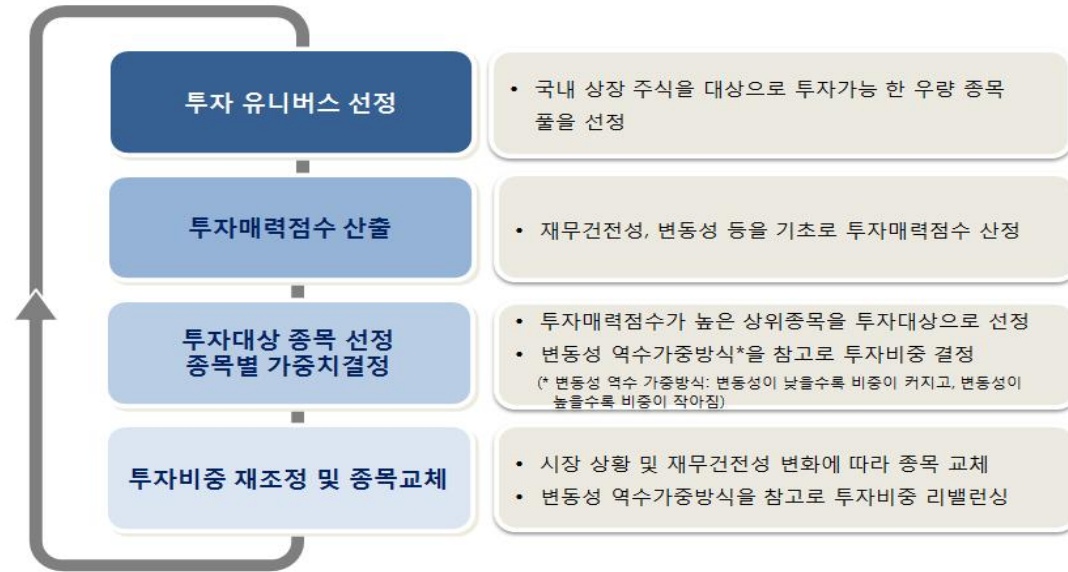 투자 유니버스 선정
• 국내 상장 주식을 대상으로 투자가능 한 우량 종목
풀을 선정
투자매력점수 산출
• 재무건전성, 변동성 등을 기초로 투자매력점수 산정
투자대상 종목 선정
종목별 가중치결정
• 투자매력점수가 높은 상위종목을 투자대상으로 선정
• 변동성 역수가중방식*을 참고로 투자비중 결정
(* 변동성 역수 가중방식: 변동성이 낮을수록 비중이 커지고, 변동성이
높을수록 비중이 작아짐)
투자비중 재조정 및 종목교체
• 시장 상황 및 재무건전성 변화에 따라 종목 교체
• 변동성 역수가중방식을 참고로 투자비중 리밸런싱